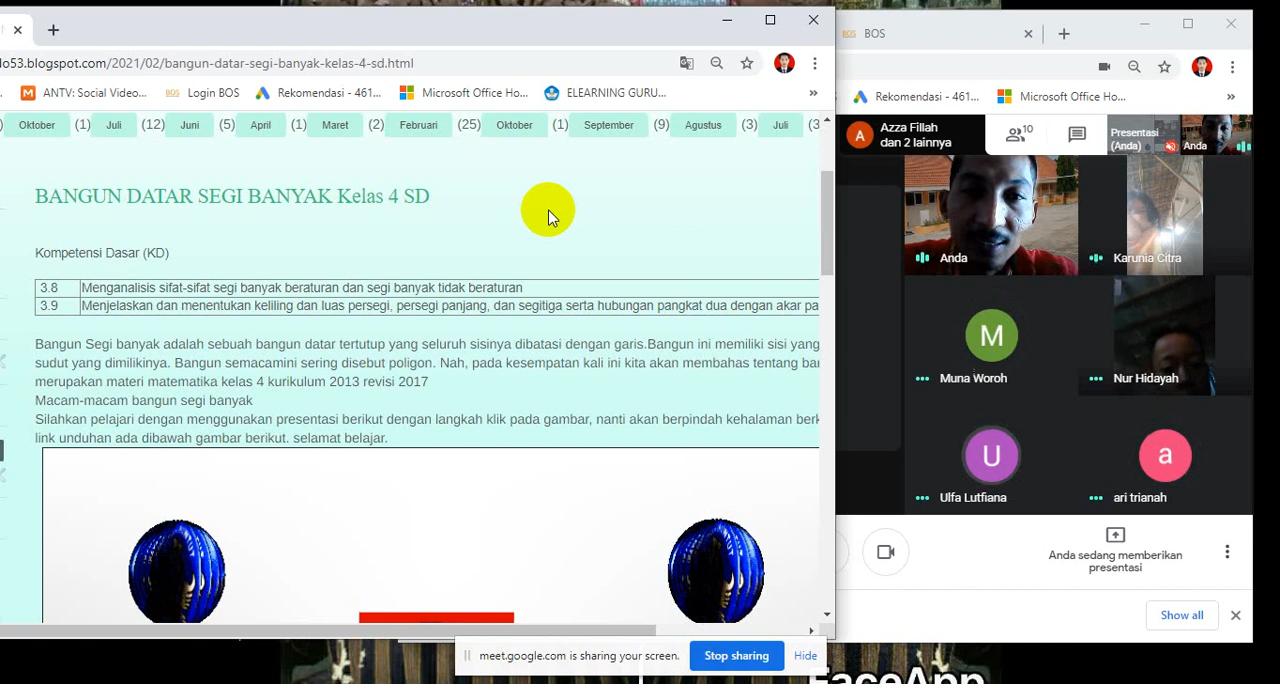 lo53.blogspot.com/2021/02/bangun-datar-segi-banyak-kelas-4-sd.html
ANTV: Social Video...
BOS Login BOS
Rekomendasi - 461...
Microsoft Office Ho...
ELEARNING GURU...
»
) Oktober (1) Juli (12) Juni (5) April (1) Maret (2) Februari (25) Oktober (1) September (9) Agustus (3) Juli (3
BANGUN DATAR SEGI BANYAK Kelas 4 SD
Kompetensi Dasar (KD)
3.8 Menganalisis sifat-sifat segi banyak beraturan dan segi banyak tidak beraturan
3.9 Menjelaskan dan menentukan keliling dan luas persegi, persegi panjang, dan segitiga serta hubungan pangkat dua dengan akar pa
Bangun Segi banyak adalah sebuah bangun datar tertutup yang seluruh sisinya dibatasi dengan garis.Bangun ini memiliki sisi yang
sudut yang dimilikinya. Bangun semacamini sering disebut poligon. Nah, pada kesempatan kali ini kita akan membahas tentang ban
merupakan materi matematika kelas 4 kurikulum 2013 revisi 2017
Macam-macam bangun segi banyak
Silahkan pelajari dengan menggunakan presentasi berikut dengan langkah klik pada gambar, nanti akan berpindah kehalaman berk
link unduhan ada dibawah gambar berikut. selamat belajar.
meet.google.com is sharing your screen.
Stop sharing
Hide
BOS BOS
Rekomendasi - 461...
Microsoft Office Ho...
»
A
Azza Fillah
dan 2 lainnya
10
Presentasi
(Anda)
Anda
Anda
Karunia Citra
M
Muna Woroh
Nur Hidayah
U
Ulfa Lutfiana
a
ari trianah
Anda sedang memberikan
presentasi
Show all
FaceApp